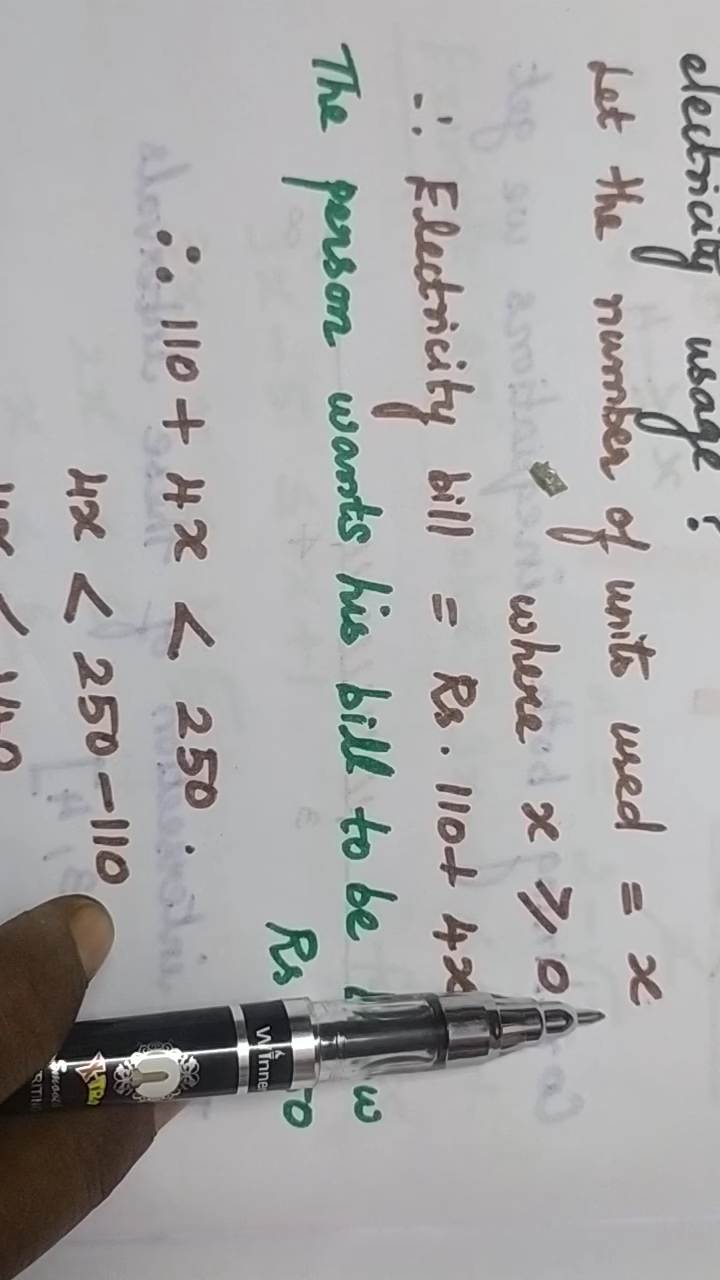 electricity usage?
Let the number of units used = x
where x ⩾ 0
∴ Electricity bill = Rs. 110+ 4x
The person wants his bill to be
Rs
∴ 110 + 4x < 250
4x < 250-110
Winner